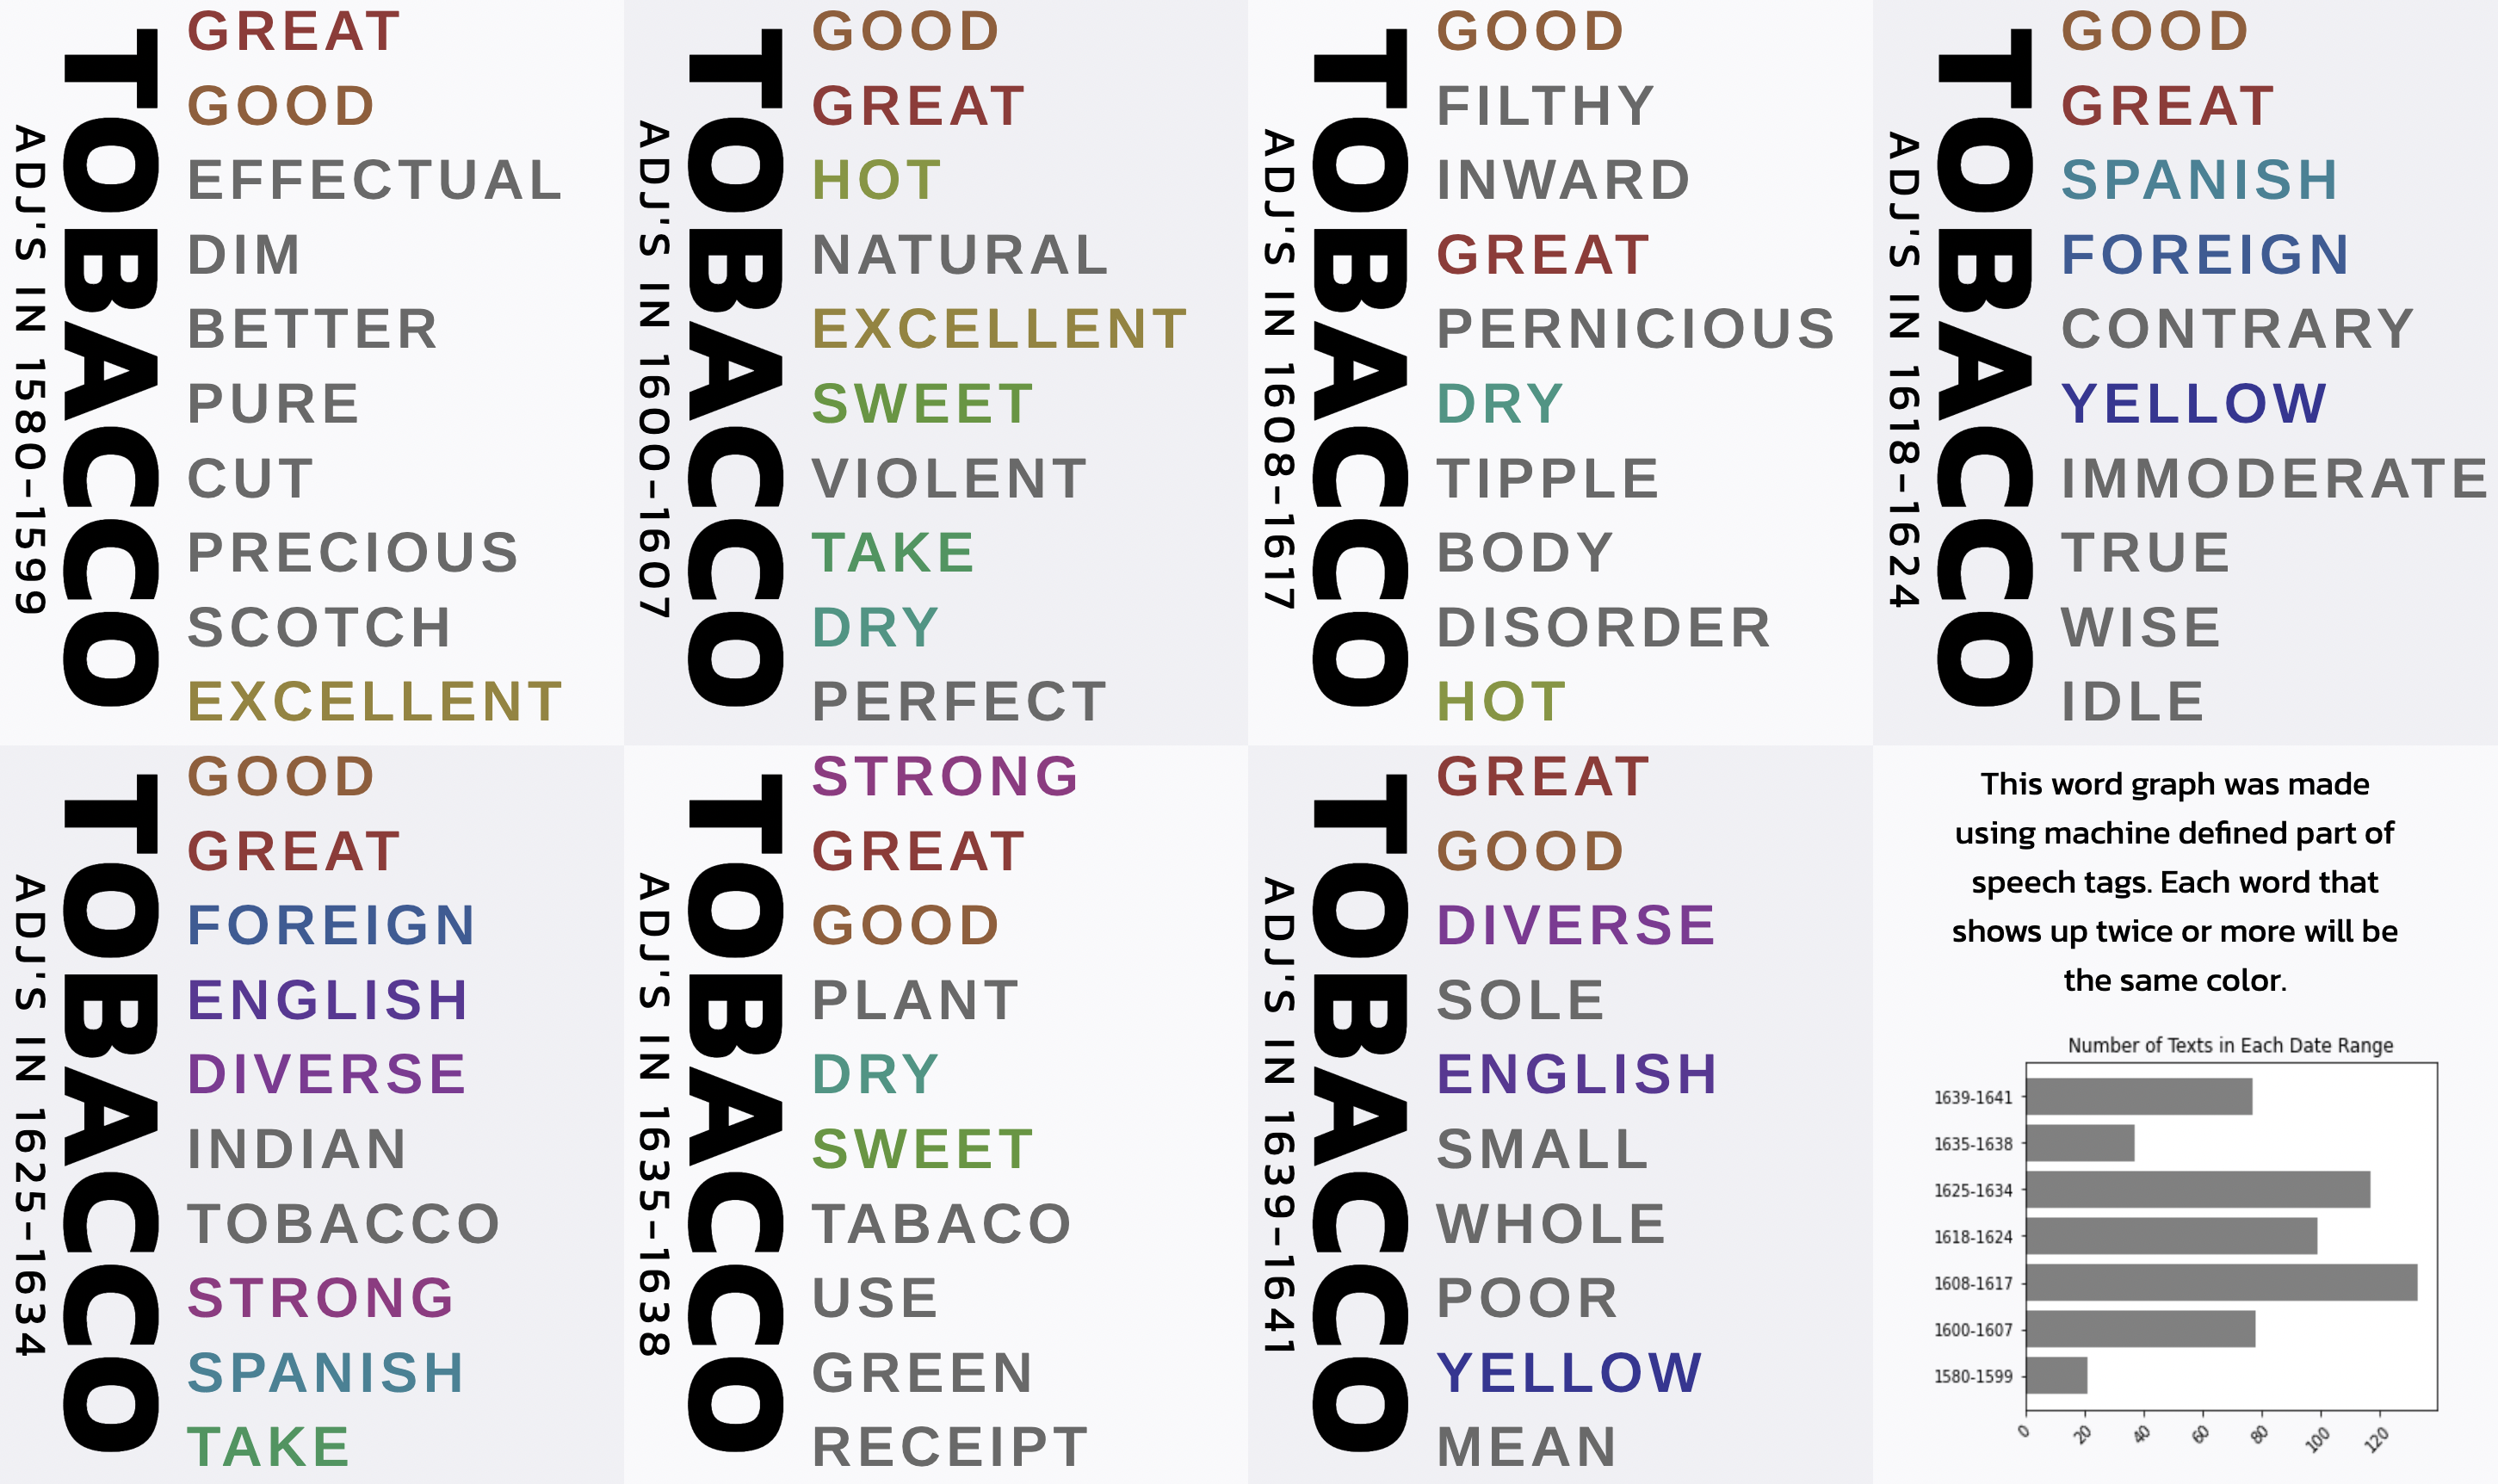 TOBACCO
ADJ'S IN 1580-1599
GREAT
GOOD
EFFECTUAL
DIM
BETTER
PURE
CUT
PRECIOUS
SCOTCH
EXCELLENT
TOBACCO
ADJ'S IN 1600-1607
GOOD
GREAT
HOT
NATURAL
EXCELLENT
SWEET
VIOLENT
TAKE
DRY
PERFECT
TOBACCO
ADJ'S IN 1608-1617
GOOD
FILTHY
INWARD
GREAT
PERNICIOUS
DRY
TIPPLE
BODY
DISORDER
HOT
TOBACCO
ADJ'S IN 1618-1624
GOOD
GREAT
SPANISH
FOREIGN
CONTRARY
YELLOW
IMMODERATE
TRUE
WISE
IDLE
TOBACCO
ADJ'S IN 1625-1634
GOOD
GREAT
FOREIGN
ENGLISH
DIVERSE
INDIAN
TOBACCO
STRONG
SPANISH
TAKE
TOBACCO
ADJ'S IN 1635-1638
STRONG
GREAT
GOOD
PLANT
DRY
SWEET
TABACO
USE
GREEN
RECEIPT
TOBACCO
ADJ'S IN 1639-1641
GREAT
GOOD
DIVERSE
SOLE
ENGLISH
SMALL
WHOLE
POOR
YELLOW
MEAN
This word graph was made
using machine defined part of
speech tags. Each word that
shows up twice or more will be
the same color.
Number of Texts in Each Date Range
1639-1641
1635-1638
1625-1634
1618-1624
1608-1617
1600-1607
1580-1599
0 20 40 60 80 100 120